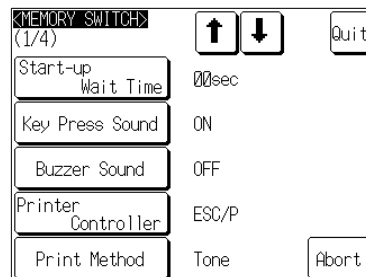 <MEMORY SWITCH>
(1/4)
Quit
Start-up
Wait Time
00sec
Key Press Sound
ON
Buzzer Sound
OFF
Printer
Controller
ESC/P
Print Method
Tone
Abort